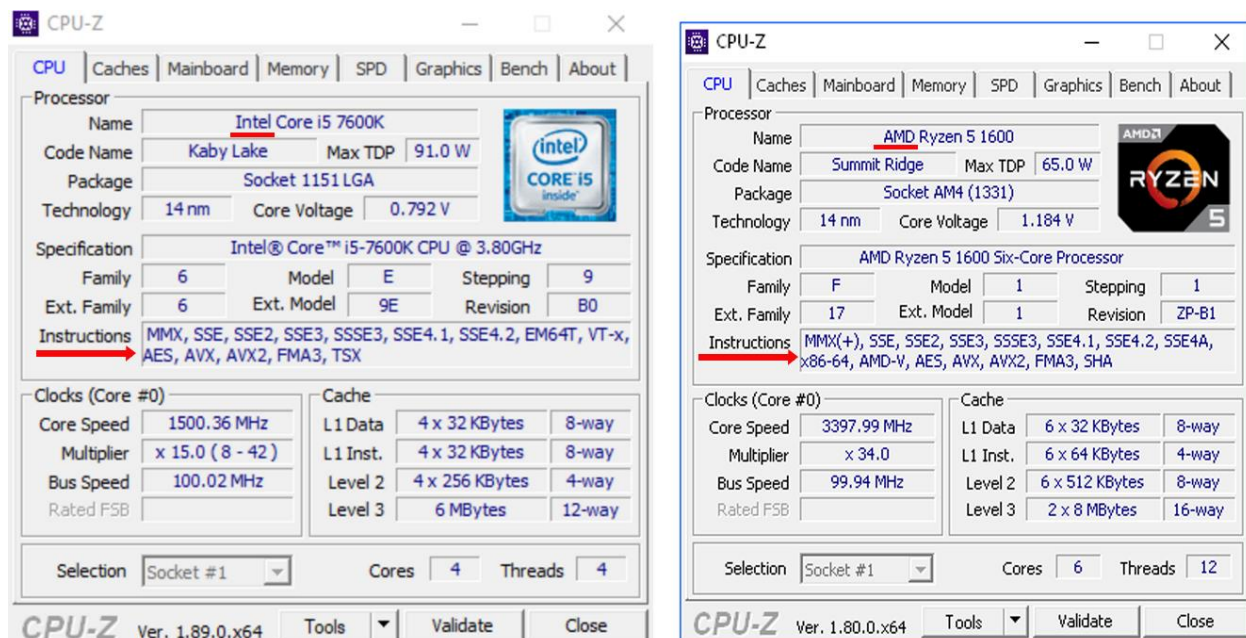 CPU-Z
CPU Caches Mainboard Memory SPD Graphics Bench About
Processor
Name Intel Core i5 7600K
Code Name Kaby Lake Max TDP 91.0 W
Package Socket 1151 LGA
Technology 14 nm Core Voltage 0.792 V
(intel)
CORE i5
inside
Specification Intel® Core™ i5-7600K CPU @ 3.80GHz
Family 6 Model E Stepping 9
Ext. Family 6 Ext. Model 9E Revision B0
Instructions MMX, SSE, SSE2, SSE3, SSSE3, SSE4.1, SSE4.2, EM64T, VT-x,
AES, AVX, AVX2, FMA3, TSX
Clocks (Core #0)
Core Speed 1500.36 MHz
Multiplier x 15.0 ( 8 - 42 )
Bus Speed 100.02 MHz
Rated FSB
Cache
L1 Data 4 x 32 KBytes 8-way
L1 Inst. 4 x 32 KBytes 8-way
Level 2 4 x 256 KBytes 4-way
Level 3 6 MBytes 12-way
Selection Socket #1 Cores 4 Threads 4
CPU-Z Ver. 1.89.0.x64 Tools Validate Close
CPU-Z
CPU Caches Mainboard Memory SPD Graphics Bench About
Processor
Name AMD Ryzen 5 1600
Code Name Summit Ridge Max TDP 65.0 W
Package Socket AM4 (1331)
Technology 14 nm Core Voltage 1.184 V
AMD
RYZEN
5
Specification AMD Ryzen 5 1600 Six-Core Processor
Family F Model 1 Stepping 1
Ext. Family 17 Ext. Model 1 Revision ZP-B1
Instructions MMX(+), SSE, SSE2, SSE3, SSSE3, SSE4.1, SSE4.2, SSE4A,
x86-64, AMD-V, AES, AVX, AVX2, FMA3, SHA
Clocks (Core #0)
Core Speed 3397.99 MHz
Multiplier x 34.0
Bus Speed 99.94 MHz
Rated FSB
Cache
L1 Data 6 x 32 KBytes 8-way
L1 Inst. 6 x 64 KBytes 4-way
Level 2 6 x 512 KBytes 8-way
Level 3 2 x 8 MBytes 16-way
Selection Socket #1 Cores 6 Threads 12
CPU-Z Ver. 1.80.0.x64 Tools Validate Close